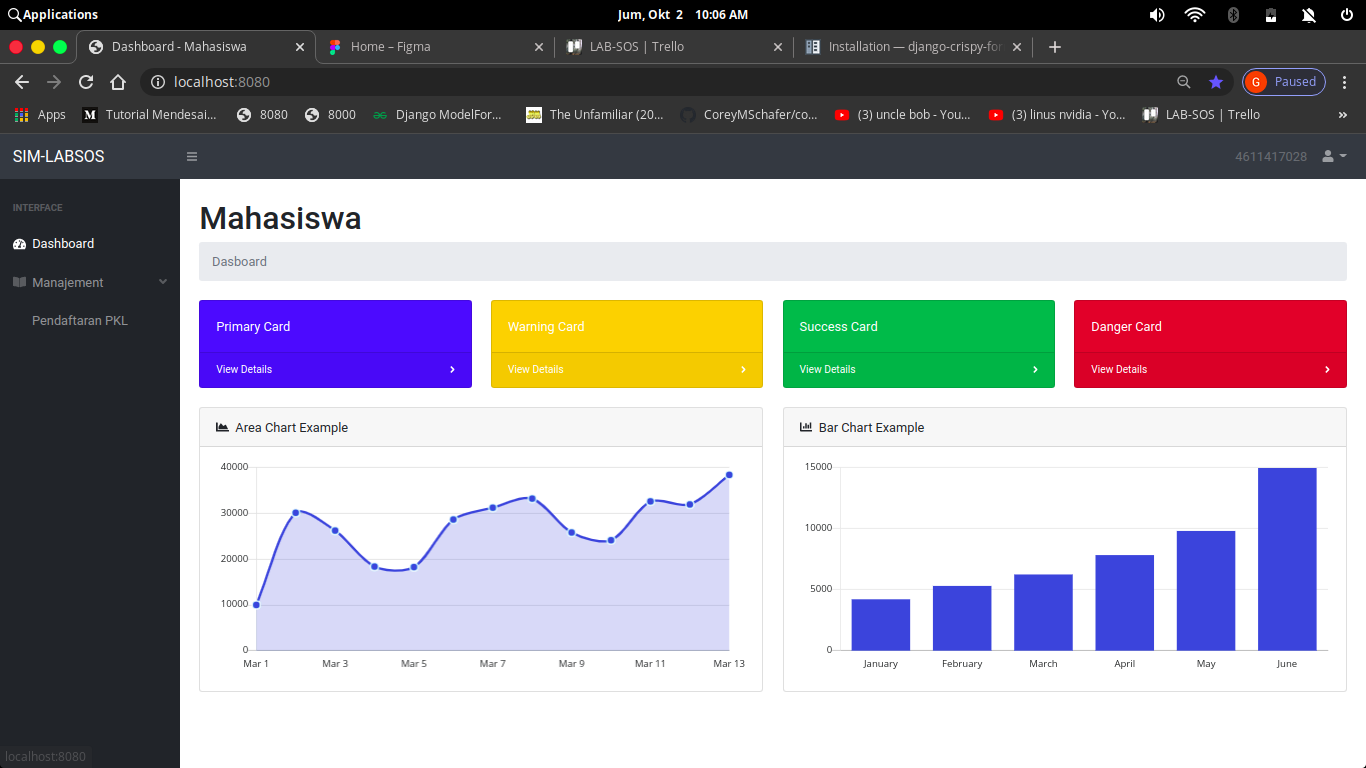 Applications
Jum, Okt 2 10:06 AM
Dashboard - Mahasiswa
Home – Figma
LAB-SOS | Trello
Installation — django-crispy-for
localhost:8080
G Paused
Apps
M Tutorial Mendesai...
8080
8000
Django ModelFor...
The Unfamiliar (20...
CoreyMSchafer/co...
(3) uncle bob - You...
(3) linus nvidia - Yo...
LAB-SOS | Trello
SIM-LABSOS
4611417028
INTERFACE
Dashboard
Manajement
Pendaftaran PKL
Mahasiswa
Dasboard
Primary Card
View Details
Warning Card
View Details
Success Card
View Details
Danger Card
View Details
Area Chart Example
40000
30000
20000
10000
0
Mar 1 Mar 3 Mar 5 Mar 7 Mar 9 Mar 11 Mar 13
Bar Chart Example
15000
10000
5000
0
January February March April May June
localhost:8080